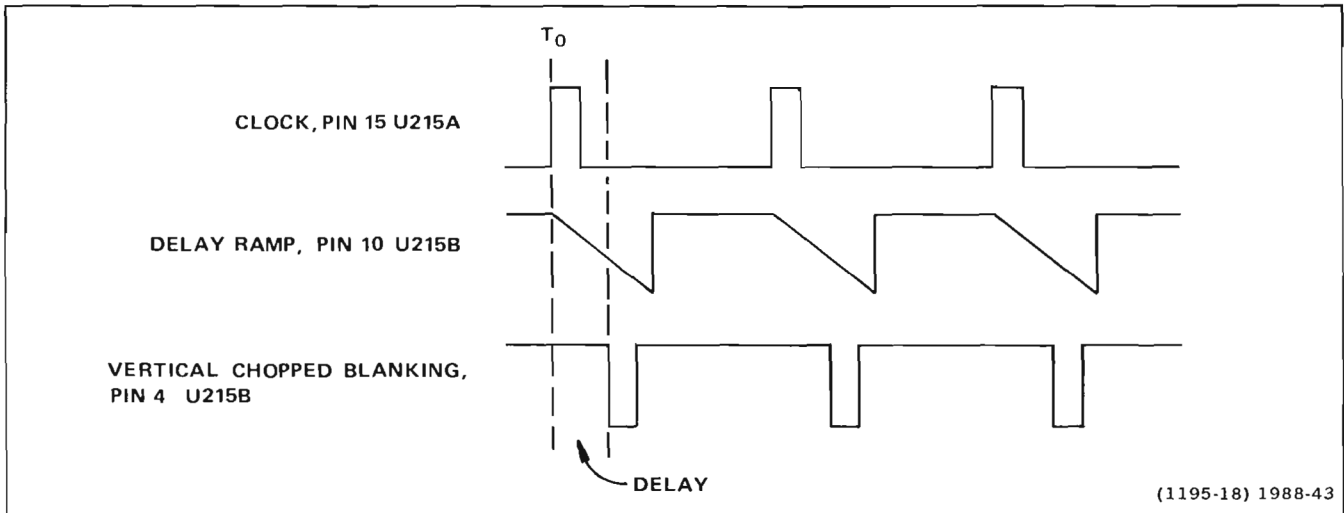 T0
CLOCK, PIN 15 U215A
DELAY RAMP, PIN 10 U215B
VERTICAL CHOPPED BLANKING,
PIN 4 U215B
DELAY
(1195-18) 1988-43